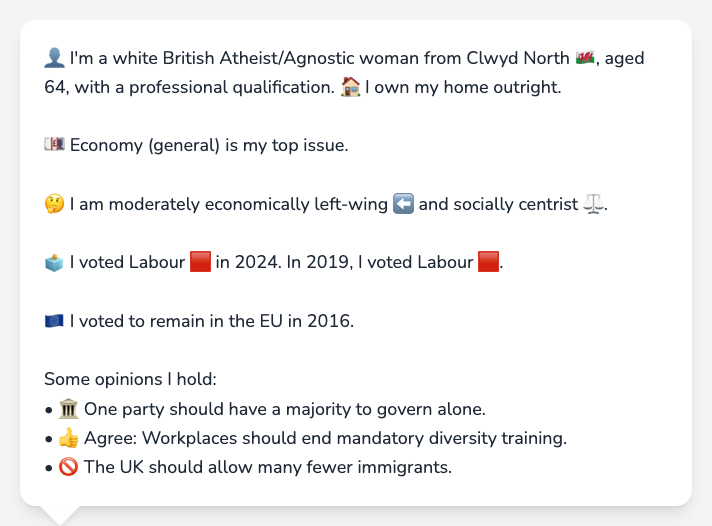 👤 I'm a white British Atheist/Agnostic woman from Clwyd North 🏴󠁧󠁢󠁷󠁬󠁳󠁿, aged
64, with a professional qualification. 🏠 I own my home outright.
💷 Economy (general) is my top issue.
🤔 I am moderately economically left-wing ⬅️ and socially centrist ⚖️.
🗳️ I voted Labour 🟥 in 2024. In 2019, I voted Labour 🟥.
🇪🇺 I voted to remain in the EU in 2016.
Some opinions I hold:
• 🏛️ One party should have a majority to govern alone.
• 👍 Agree: Workplaces should end mandatory diversity training.
• 🚫 The UK should allow many fewer immigrants.